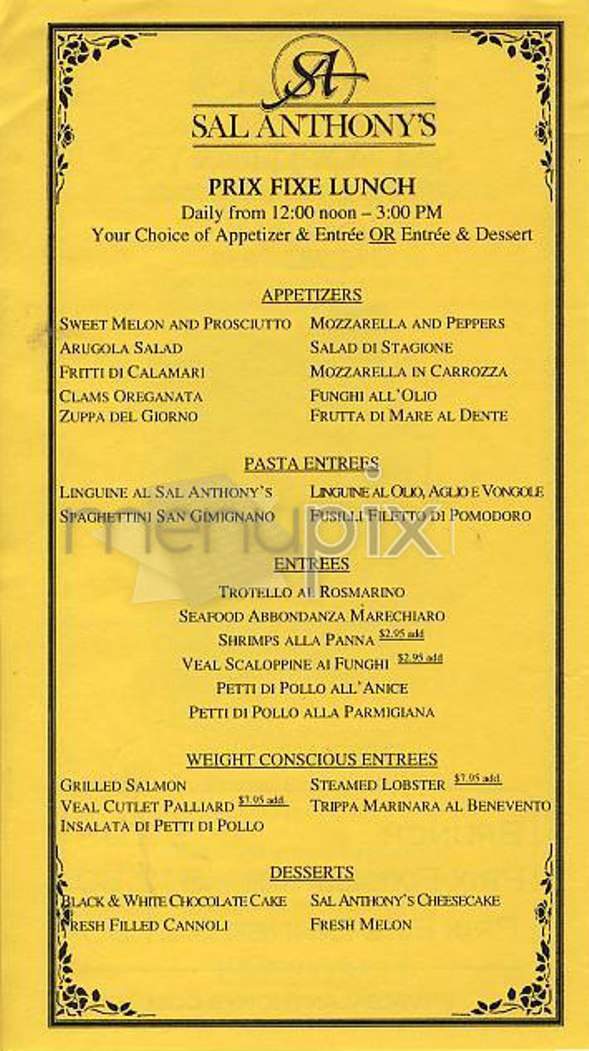 SA
SAL ANTHONY'S
PRIX FIXE LUNCH
Daily from 12:00 noon – 3:00 PM
Your Choice of Appetizer & Entrée OR Entrée & Dessert
APPETIZERS
SWEET MELON AND PROSCIUTTO MOZZARELLA AND PEPPERS
ARUGOLA SALAD SALAD DI STAGIONE
FRITTI DI CALAMARI MOZZARELLA IN CARROZZA
CLAMS OREGANATA FUNGHI ALL'OLIO
ZUPPA DEL GIORNO FRUTTA DI MARE AL DENTE
PASTA ENTREES
LINGUINE AL SAL ANTHONY'S LINGUINE AL OLIO, AGLIO E VONGOLE
SPAGHETTINI SAN GIMIGNANO FUSILLI FILETTO DI POMODORO
menupix
ENTREES
TROTELLO AL ROSMARINO
SEAFOOD ABBONDANZA MARECHIARO
SHRIMPS ALLA PANNA $2.95 add
VEAL SCALOPPINE AI FUNGHI $2.95 add
PETTI DI POLLO ALL'ANICE
PETTI DI POLLO ALLA PARMIGIANA
WEIGHT CONSCIOUS ENTREES
GRILLED SALMON STEAMED LOBSTER $7.95 add
VEAL CUTLET PALLIARD $7.95 add TRIPPA MARINARA AL BENEVENTO
INSALATA DI PETTI DI POLLO
DESSERTS
BLACK & WHITE CHOCOLATE CAKE SAL ANTHONY'S CHEESECAKE
FRESH FILLED CANNOLI FRESH MELON